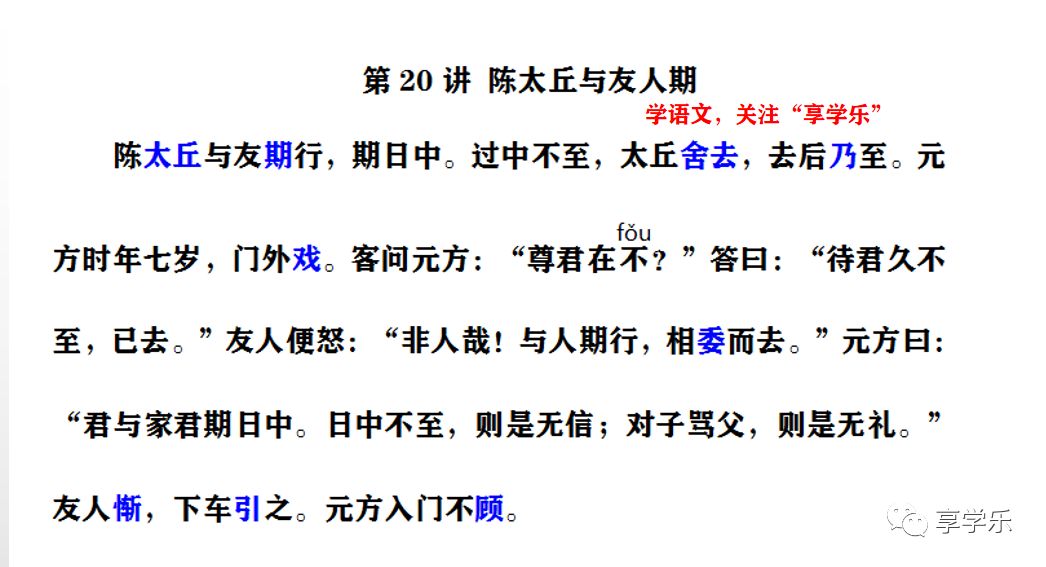 第 20 讲 陈太丘与友人期
学语文，关注“享学乐”
陈太丘与友期行，期日中。过中不至，太丘舍去，去后乃至。元
fǒu
方时年七岁，门外戏。客问元方：“尊君在不？”答曰：“待君久不
至，已去。”友人便怒：“非人哉！与人期行，相委而去。”元方曰：
“君与家君期日中。日中不至，则是无信；对子骂父，则是无礼。”
友人惭，下车引之。元方入门不顾。
享学乐